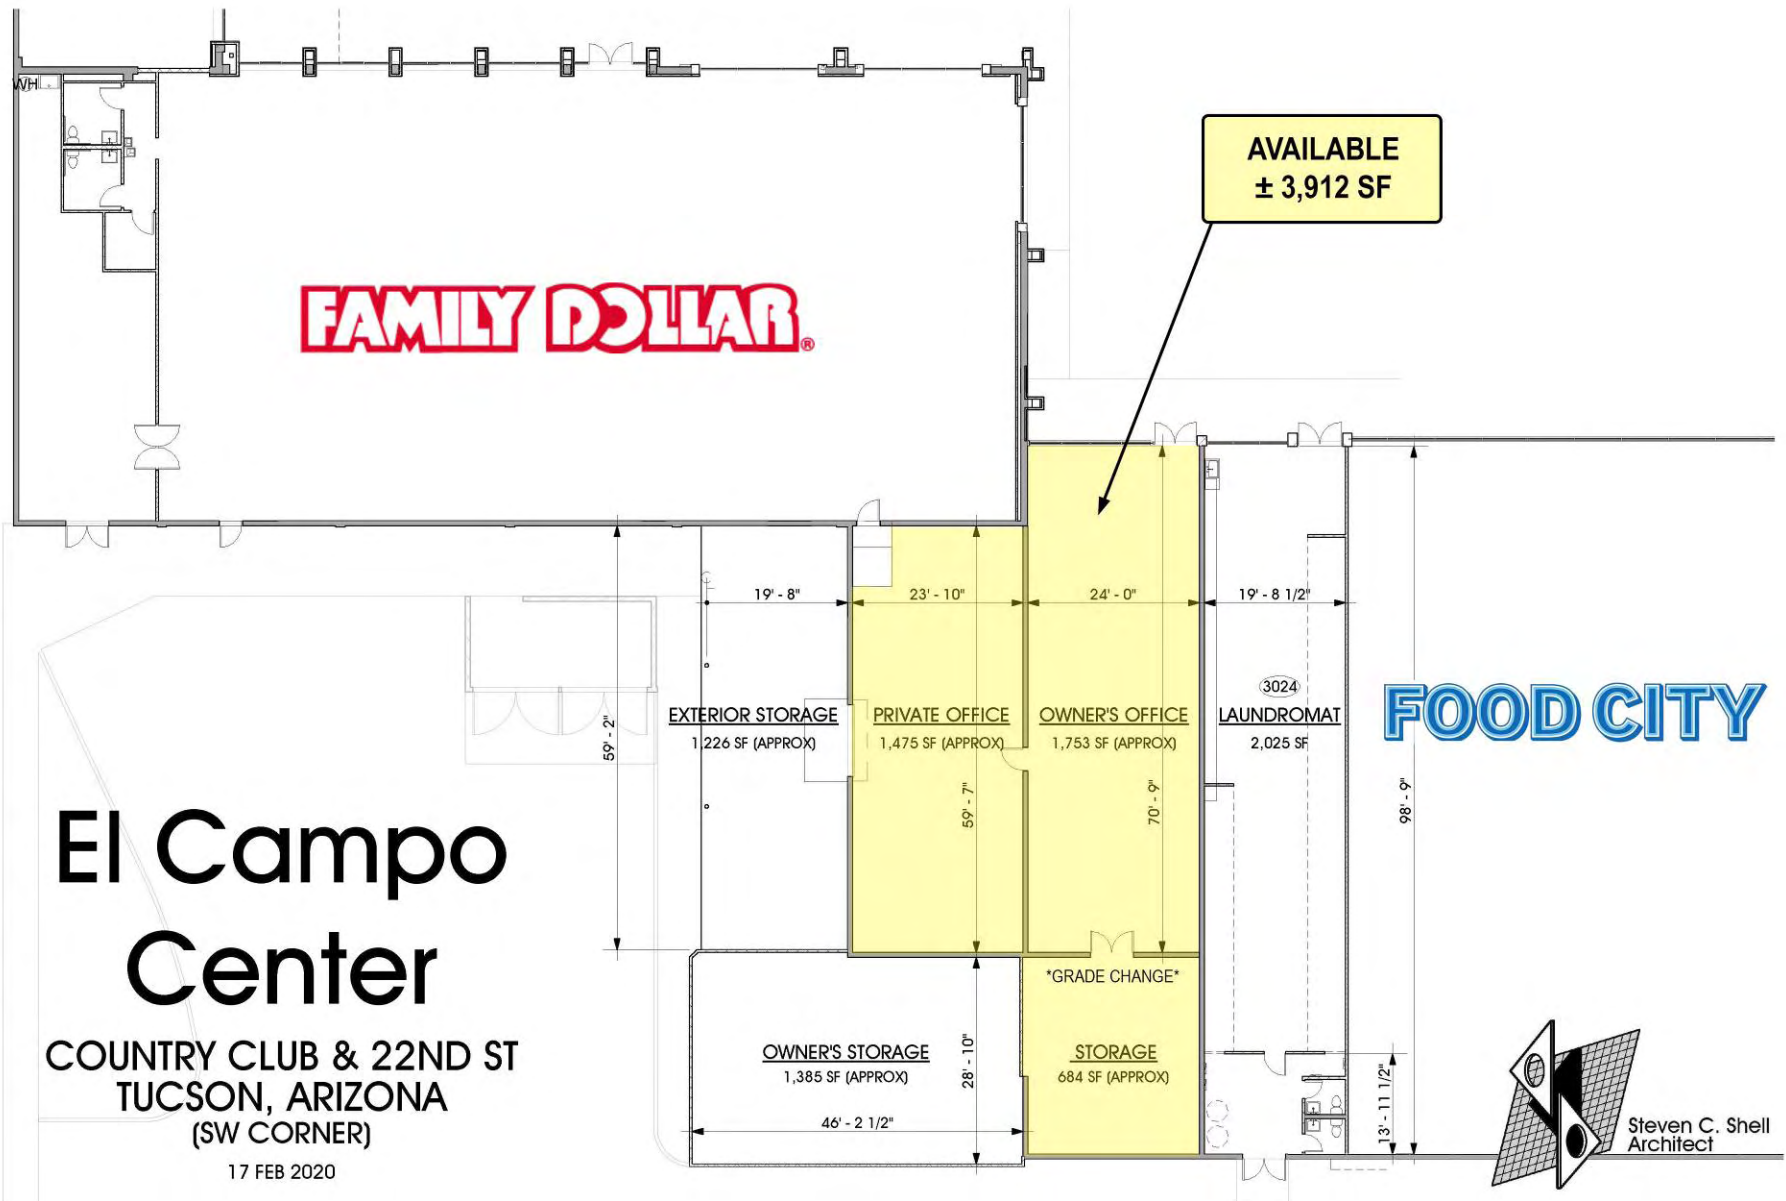 WH
AVAILABLE
± 3,912 SF
FAMILY DOLLAR®
19' - 8"
23' - 10"
24' - 0"
19' - 8 1/2"
3024
EXTERIOR STORAGE
1,226 SF (APPROX)
PRIVATE OFFICE
1,475 SF (APPROX)
OWNER'S OFFICE
1,753 SF (APPROX)
LAUNDROMAT
2,025 SF
FOOD CITY
59' - 2"
59' - 7"
70' - 9"
98' - 9"
El Campo
Center
COUNTRY CLUB & 22ND ST
TUCSON, ARIZONA
(SW CORNER)
17 FEB 2020
*GRADE CHANGE*
OWNER'S STORAGE
1,385 SF (APPROX)
28' - 10"
STORAGE
684 SF (APPROX)
46' - 2 1/2"
13' - 11 1/2"
Steven C. Shell
Architect